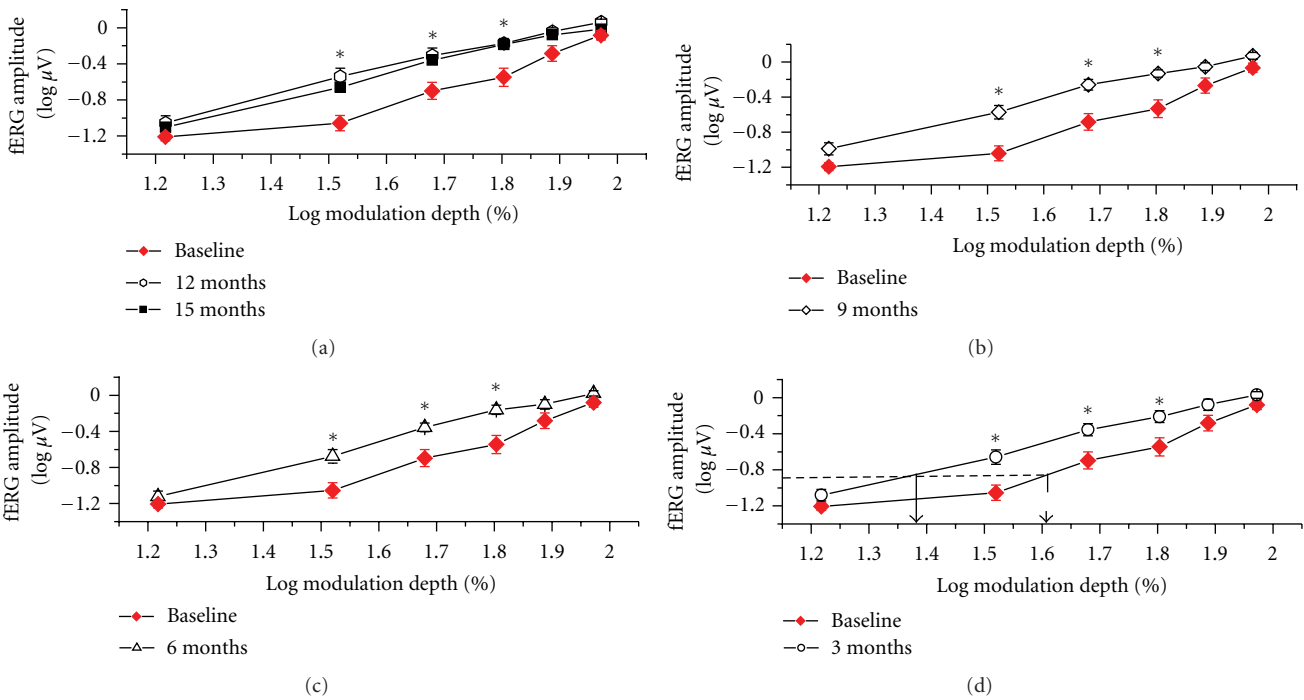 0
−0.4
−0.8
−1.2
fERG amplitude
(log μV)
* * *
1.2 1.3 1.4 1.5 1.6 1.7 1.8 1.9 2
Log modulation depth (%)
Baseline
12 months
15 months
(a)
0
−0.4
−0.8
−1.2
fERG amplitude
(log μV)
* * *
1.2 1.3 1.4 1.5 1.6 1.7 1.8 1.9 2
Log modulation depth (%)
Baseline
9 months
(b)
0
−0.4
−0.8
−1.2
fERG amplitude
(log μV)
* * *
1.2 1.3 1.4 1.5 1.6 1.7 1.8 1.9 2
Log modulation depth (%)
Baseline
6 months
(c)
0
−0.4
−0.8
−1.2
fERG amplitude
(log μV)
* * *
1.2 1.3 1.4 1.5 1.6 1.7 1.8 1.9 2
Log modulation depth (%)
Baseline
3 months
(d)